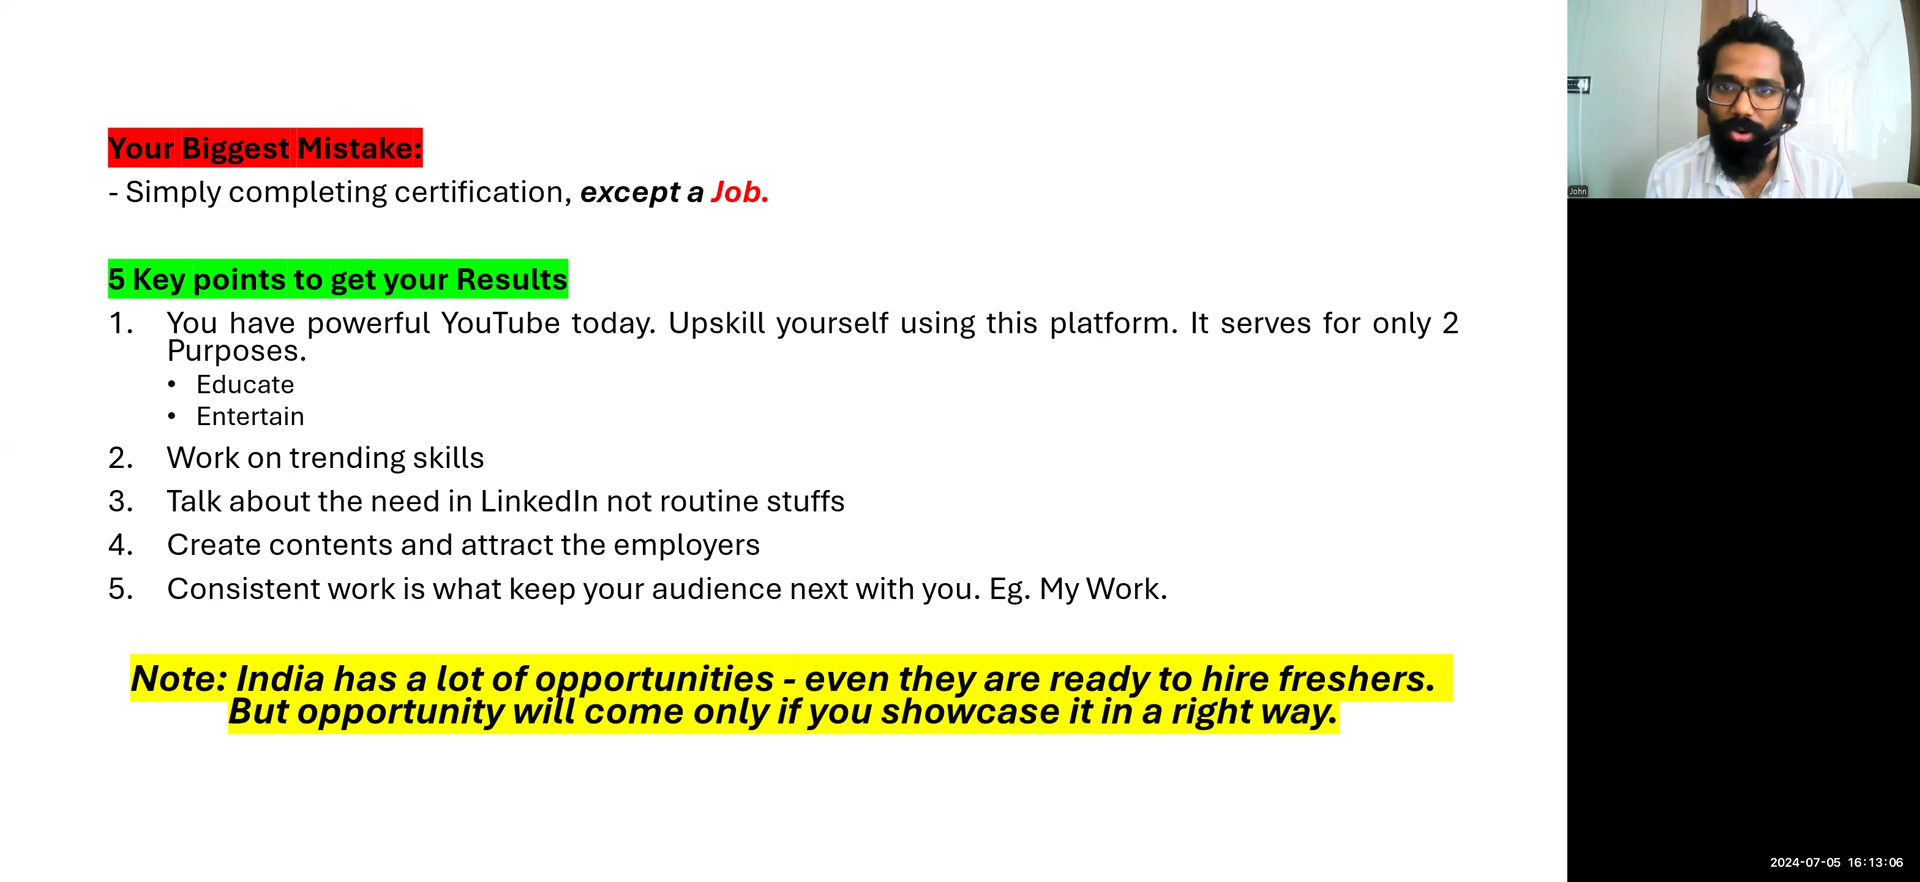 Your Biggest Mistake:
- Simply completing certification, except a Job.
5 Key points to get your Results
1. You have powerful YouTube today. Upskill yourself using this platform. It serves for only 2
Purposes.
• Educate
• Entertain
2. Work on trending skills
3. Talk about the need in LinkedIn not routine stuffs
4. Create contents and attract the employers
5. Consistent work is what keep your audience next with you. Eg. My Work.
Note: India has a lot of opportunities - even they are ready to hire freshers.
But opportunity will come only if you showcase it in a right way.
John
2024-07-05 16:13:06